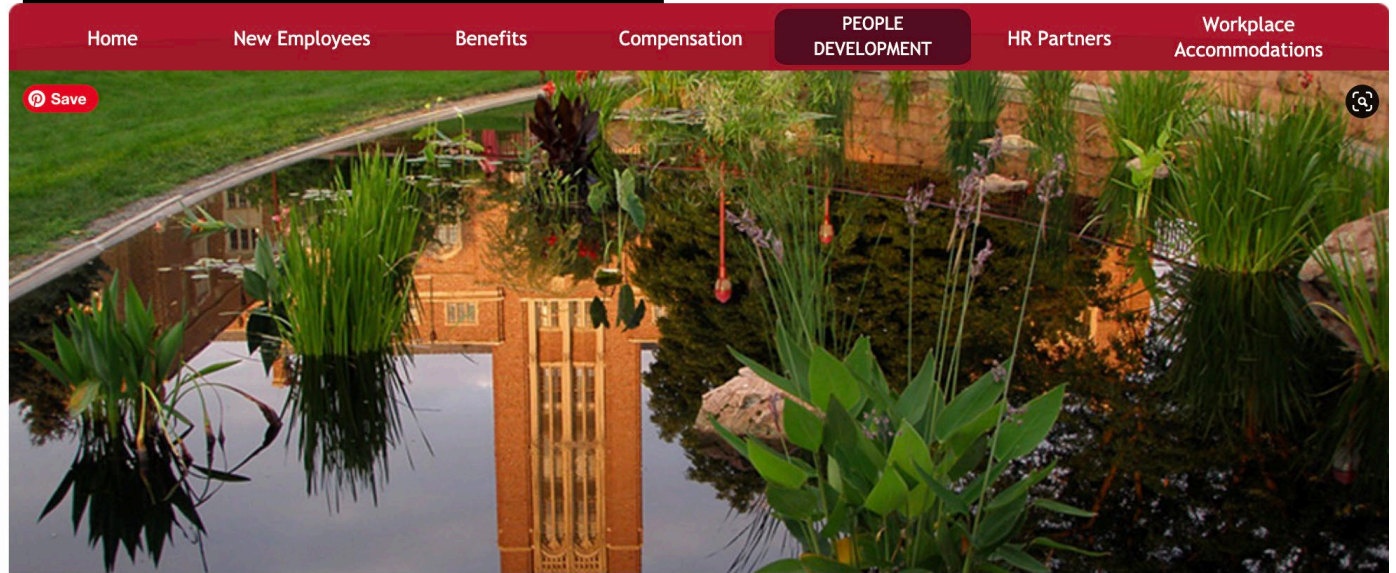 Home
New Employees
Benefits
Compensation
PEOPLE
DEVELOPMENT
HR Partners
Workplace
Accommodations
Save